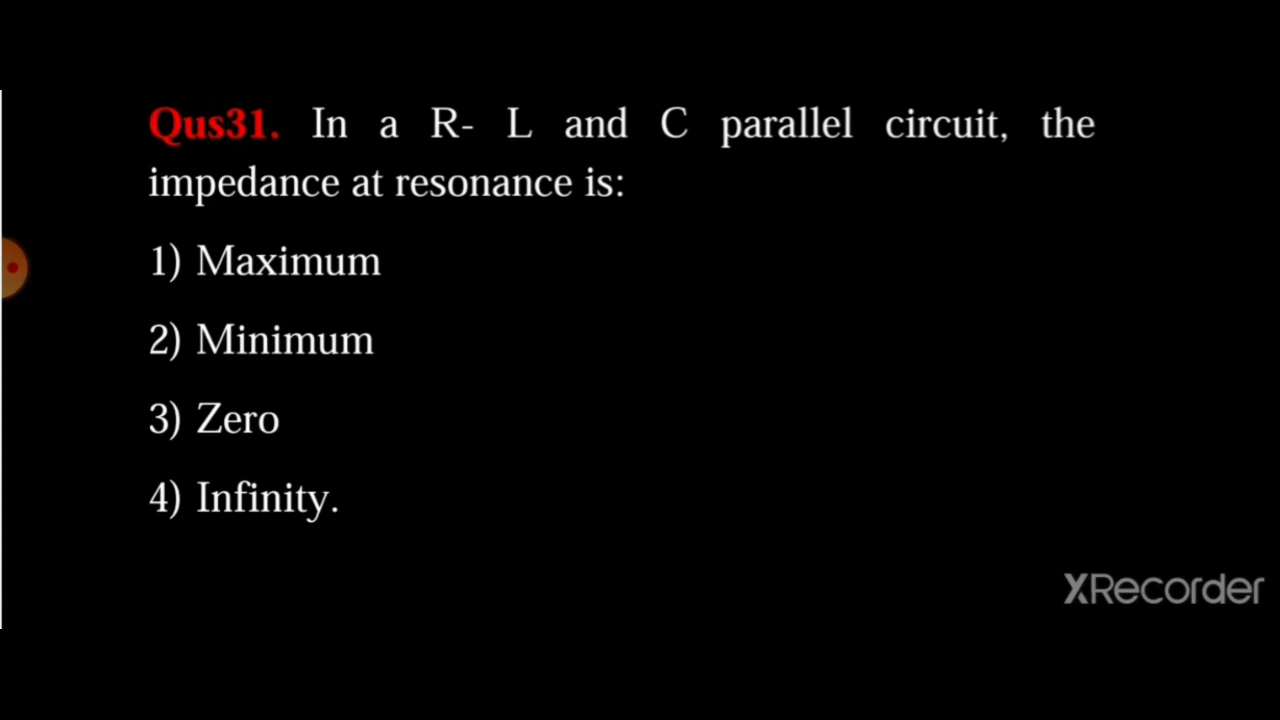 Qus31. In a R- L and C parallel circuit, the
impedance at resonance is:
1) Maximum
2) Minimum
3) Zero
4) Infinity.
XRecorder